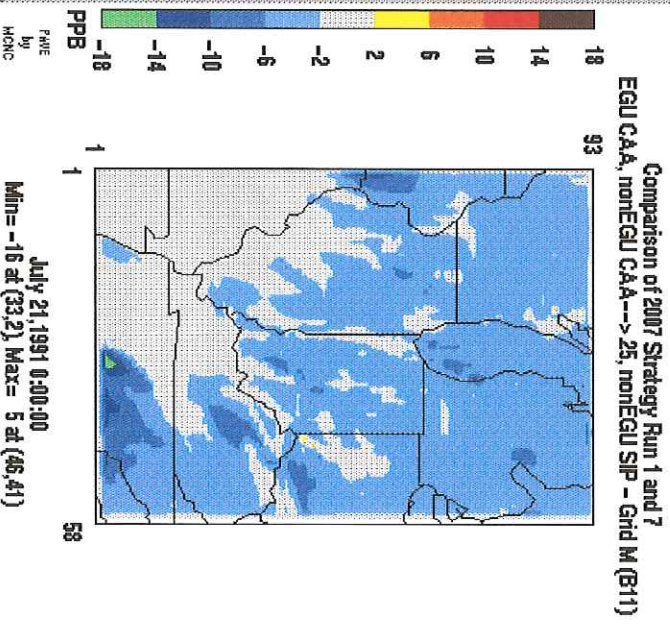 Comparison of 2007 Strategy Run 1 and 7
EGU CAA, nonEGU CAA---> 25, nonEGU SIP - Grid M (B11)
18
14
10
6
2
-2
-6
-10
-14
-18
PPB
PAVE
by
MCNC
93
1
1
58
July 21,1991 0:00:00
Min= -16 at (33,2), Max= 5 at (46,41)